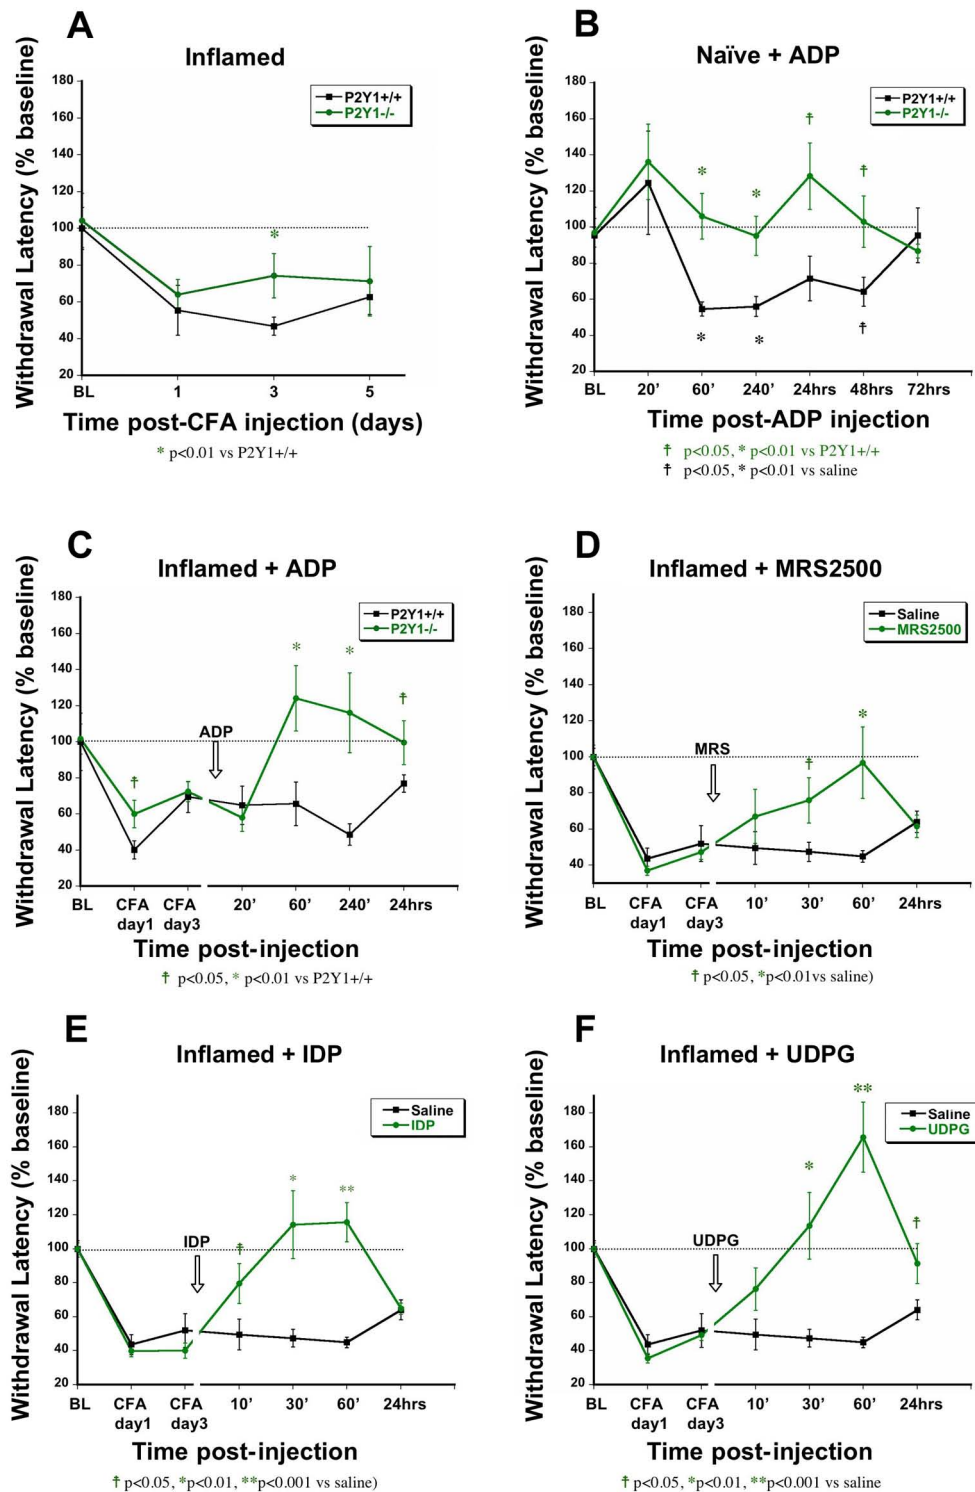 A
Inflamed
Withdrawal Latency (% baseline)
180
160
140
120
100
80
60
40
20
P2Y1+/+
P2Y1-/-
*
BL
1
3
5
Time post-CFA injection (days)
* p<0.01 vs P2Y1+/+
B
Naïve + ADP
Withdrawal Latency (% baseline)
180
160
140
120
100
80
60
40
20
P2Y1+/+
P2Y1-/-
* * † †
* * †
BL
20’
60’
240’
24hrs
48hrs
72hrs
Time post-ADP injection
† p<0.05, * p<0.01 vs P2Y1+/+
† p<0.05, * p<0.01 vs saline
C
Inflamed + ADP
Withdrawal Latency (% baseline)
180
160
140
120
100
80
60
40
20
P2Y1+/+
P2Y1-/-
† * * †
ADP
BL
CFA
day1
CFA
day3
20’
60’
240’
24hrs
Time post-injection
† p<0.05, * p<0.01 vs P2Y1+/+
D
Inflamed + MRS2500
Withdrawal Latency (% baseline)
180
160
140
120
100
80
60
40
Saline
MRS2500
† *
MRS
BL
CFA
day1
CFA
day3
10’
30’
60’
24hrs
Time post-injection
† p<0.05, *p<0.01vs saline)
E
Inflamed + IDP
Withdrawal Latency (% baseline)
180
160
140
120
100
80
60
40
20
Saline
IDP
† * **
IDP
BL
CFA
day1
CFA
day3
10’
30’
60’
24hrs
Time post-injection
† p<0.05, *p<0.01, **p<0.001 vs saline)
F
Inflamed + UDPG
Withdrawal Latency (% baseline)
180
160
140
120
100
80
60
40
20
Saline
UDPG
* ** †
UDPG
BL
CFA
day1
CFA
day3
10’
30’
60’
24hrs
Time post-injection
† p<0.05, *p<0.01, **p<0.001 vs saline